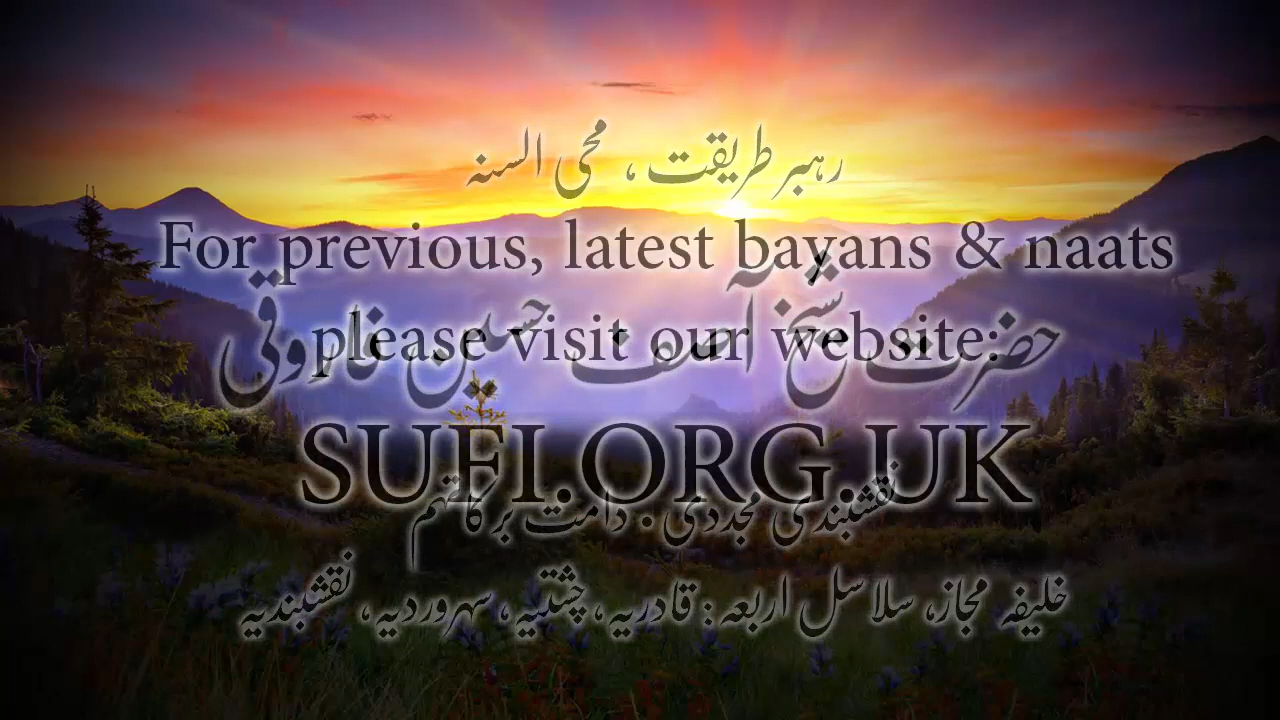 رہبر طریقت، محی السنہ
For previous, latest bayans & naats
حضرت شیخ آصف حسین فاروقی
please visit our website:
SUFI.ORG.UK
نقشبندی مجددی دامت برکاتہم
خلیفہ مجاز، سلاسل اربعہ: قادریہ، چشتیہ، سہروردیہ، نقشبندیہ